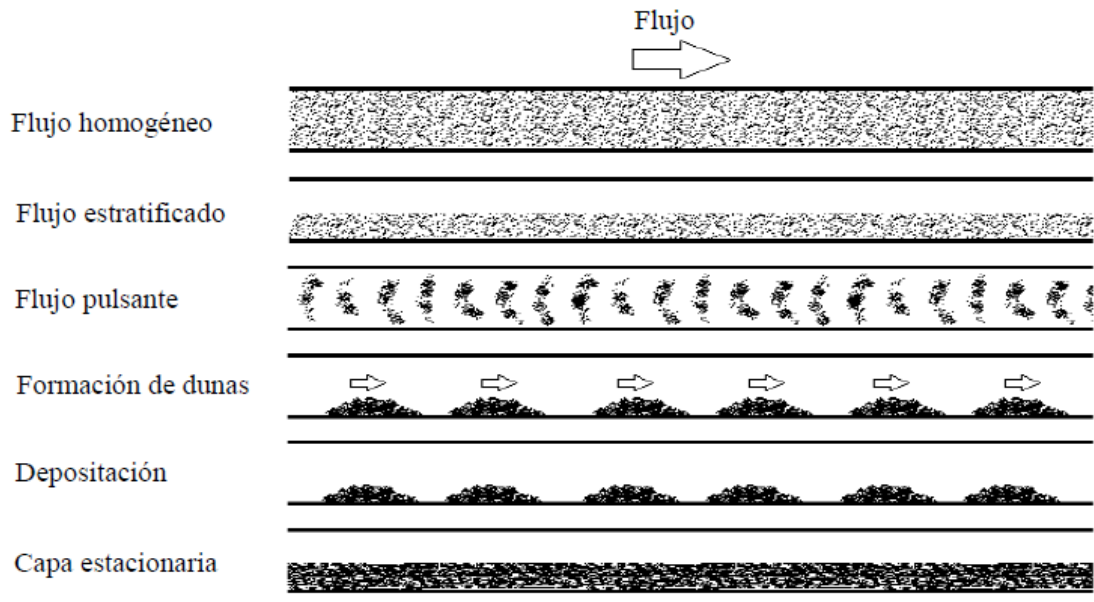 Flujo
Flujo homogéneo
Flujo estratificado
Flujo pulsante
Formación de dunas
Depositación
Capa estacionaria